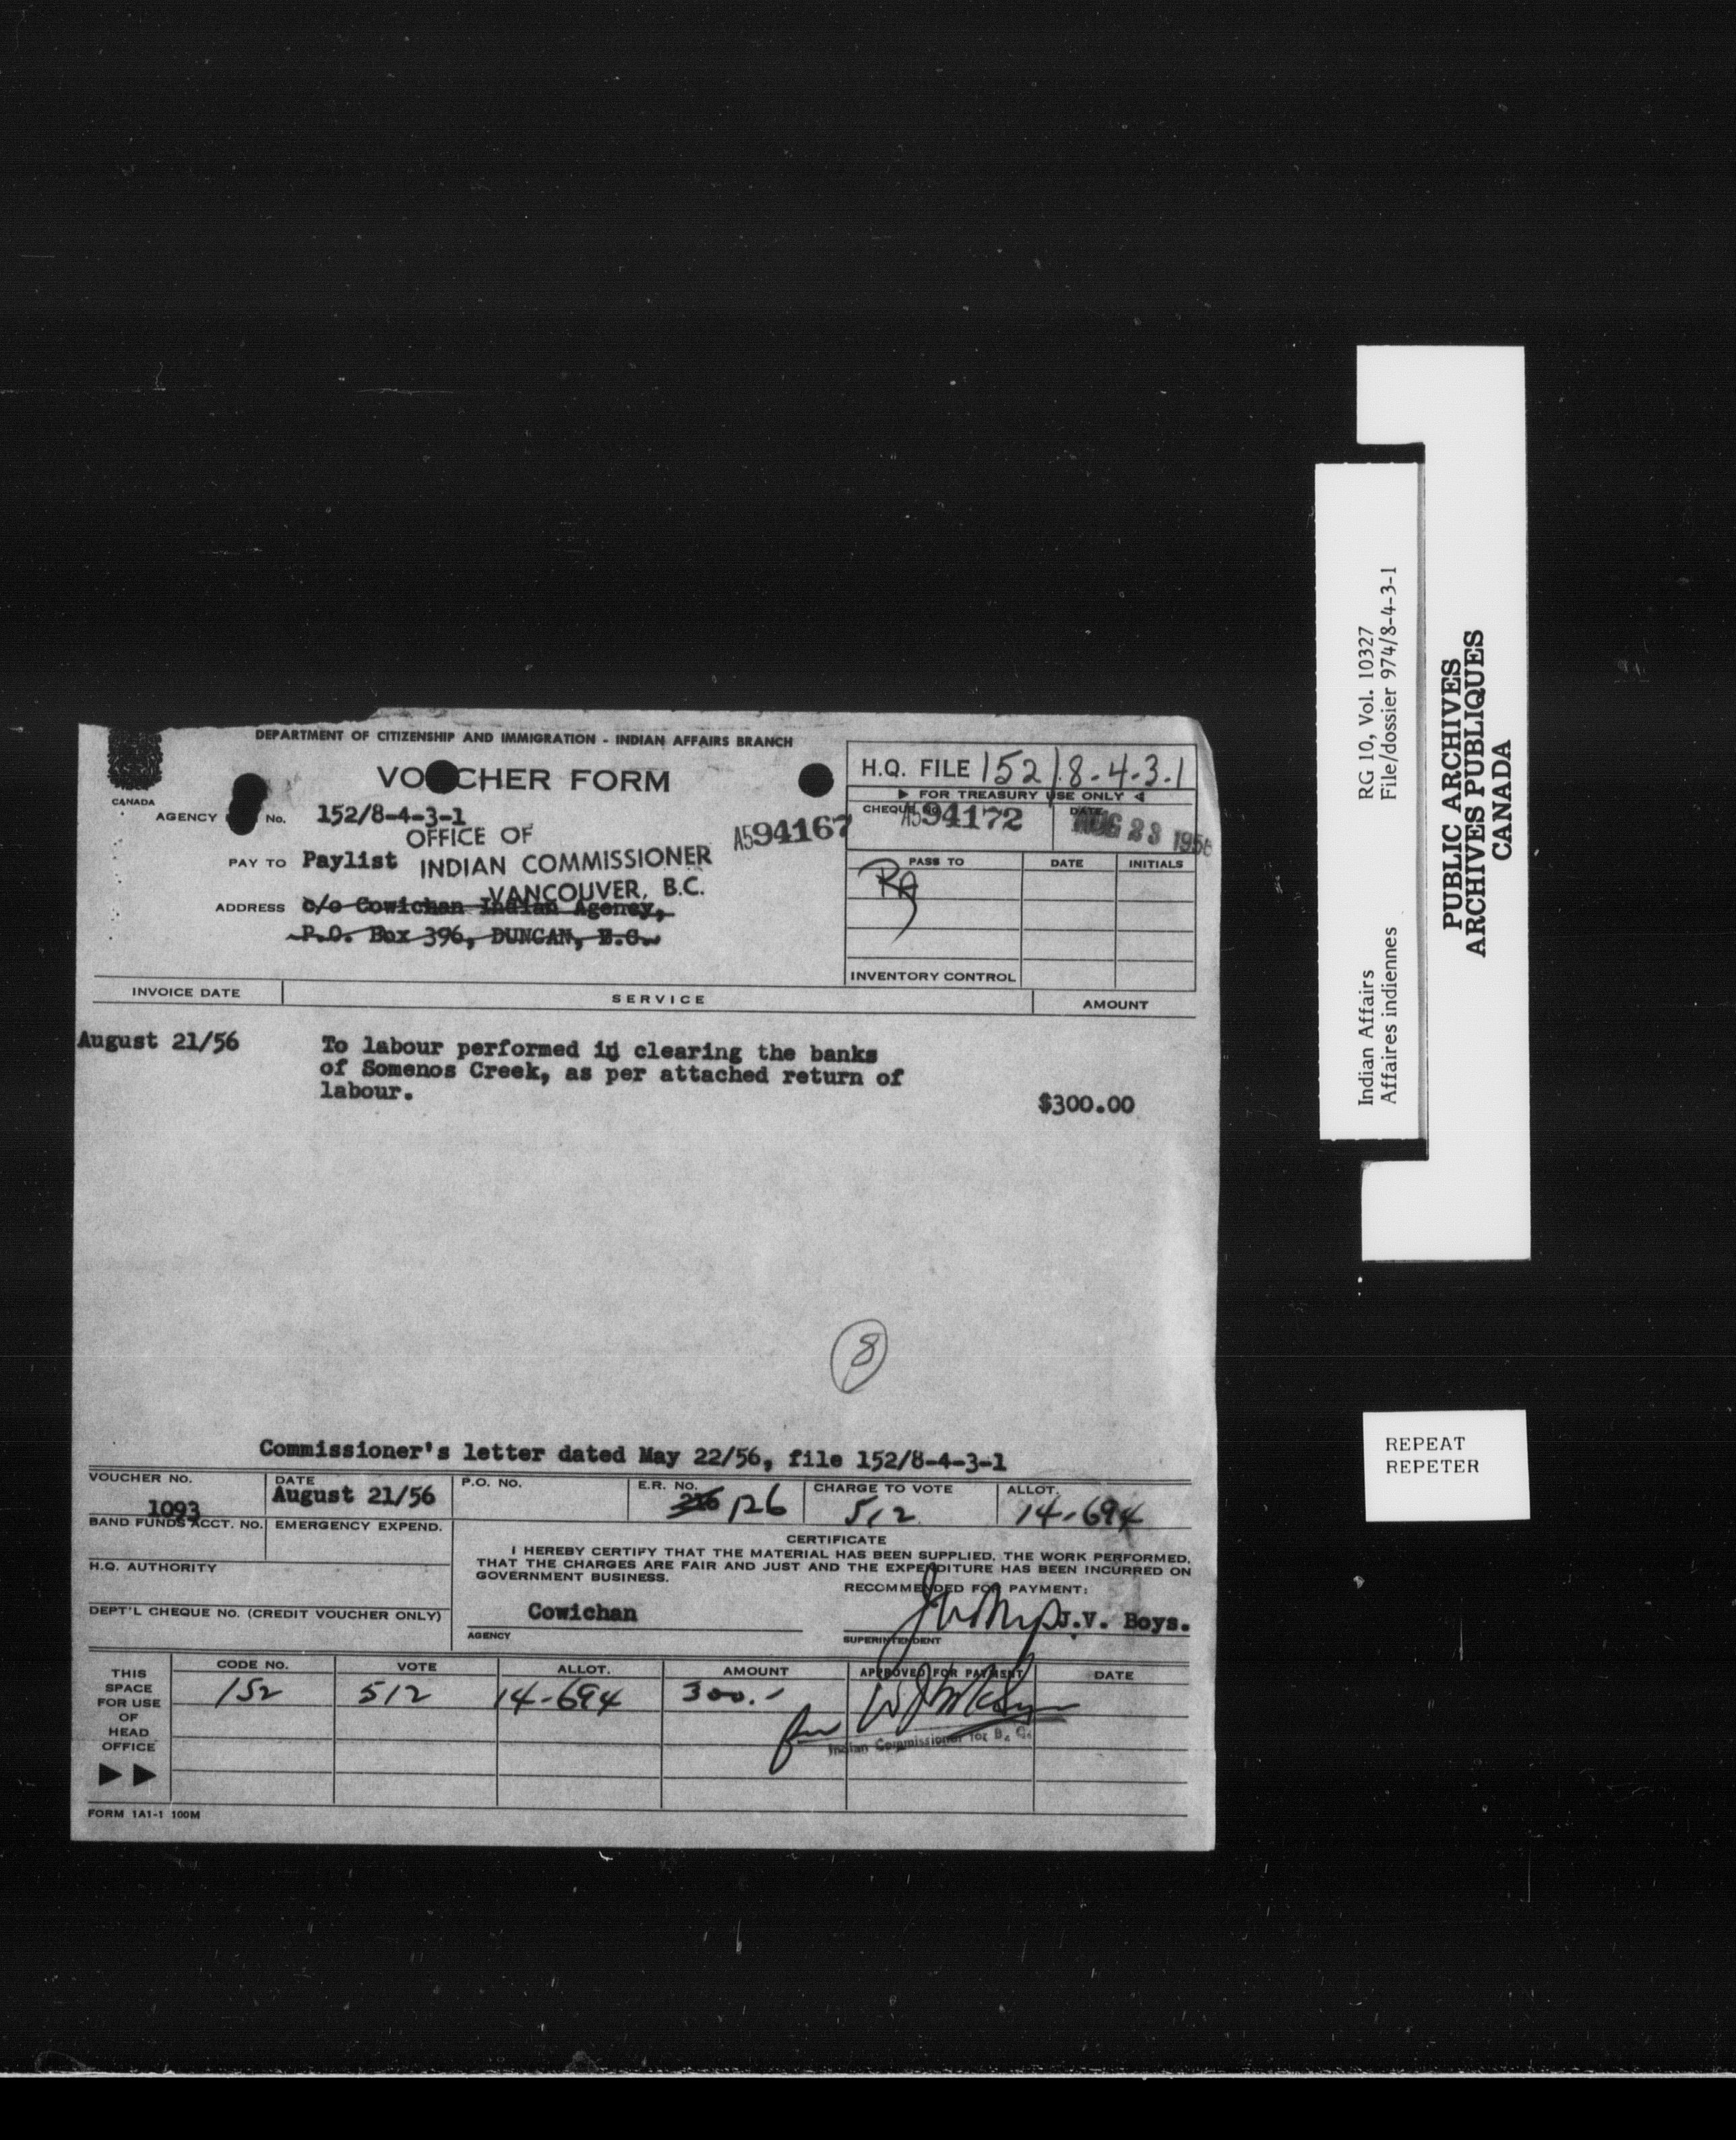 DEPARTMENT OF CITIZENSHIP AND IMMIGRATION - INDIAN AFFAIRS BRANCH
VOUCHER FORM
CANADA
H.Q. FILE 152/8-4-3-1
FOR TREASURY USE ONLY
CHEQUE A594172 DATE AUG 23 1956
AGENCY No. 152/8-4-3-1
OFFICE OF
A594167
PAY TO Paylist INDIAN COMMISSIONER
VANCOUVER, B.C.
ADDRESS c/o Cowichan Indian Agency,
P.O. Box 396, DUNCAN, B.C.
PASS TO DATE INITIALS
RA
INVENTORY CONTROL
INVOICE DATE SERVICE AMOUNT
August 21/56 To labour performed in clearing the banks
of Somenos Creek, as per attached return of
labour.
$300.00
8
Commissioner's letter dated May 22/56, file 152/8-4-3-1
VOUCHER NO. DATE P.O. NO. E.R. NO. CHARGE TO VOTE ALLOT.
1093 August 21/56 126 512 14-694
BAND FUNDS ACCT. NO. EMERGENCY EXPEND.
H.Q. AUTHORITY
DEPT'L CHEQUE NO. (CREDIT VOUCHER ONLY)
CERTIFICATE
I HEREBY CERTIFY THAT THE MATERIAL HAS BEEN SUPPLIED, THE WORK PERFORMED,
THAT THE CHARGES ARE FAIR AND JUST AND THE EXPENDITURE HAS BEEN INCURRED ON
GOVERNMENT BUSINESS.
RECOMMENDED FOR PAYMENT:
Cowichan J.V. Boys.
AGENCY SUPERINTENDENT
THIS
SPACE
FOR USE
OF
HEAD
OFFICE
CODE NO. VOTE ALLOT. AMOUNT APPROVED FOR PAYMENT DATE
152 512 14-694 300.-
for
Indian Commissioner for B. C.
FORM 1A1-1 100M
Indian Affairs RG 10, Vol. 10327
Affaires indiennes File/dossier 974/8-4-3-1
PUBLIC ARCHIVES
ARCHIVES PUBLIQUES
CANADA
REPEAT
REPETER